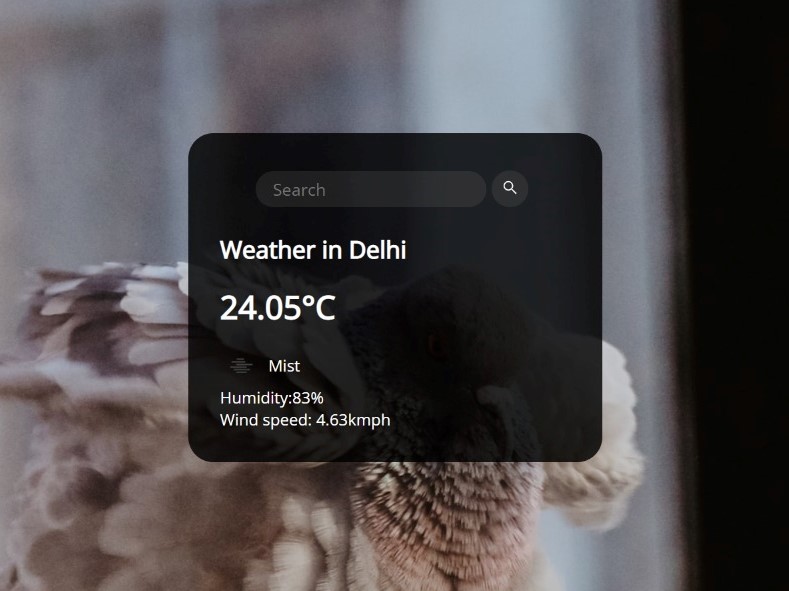 Search
Weather in Delhi
24.05°C
Mist
Humidity:83%
Wind speed: 4.63kmph